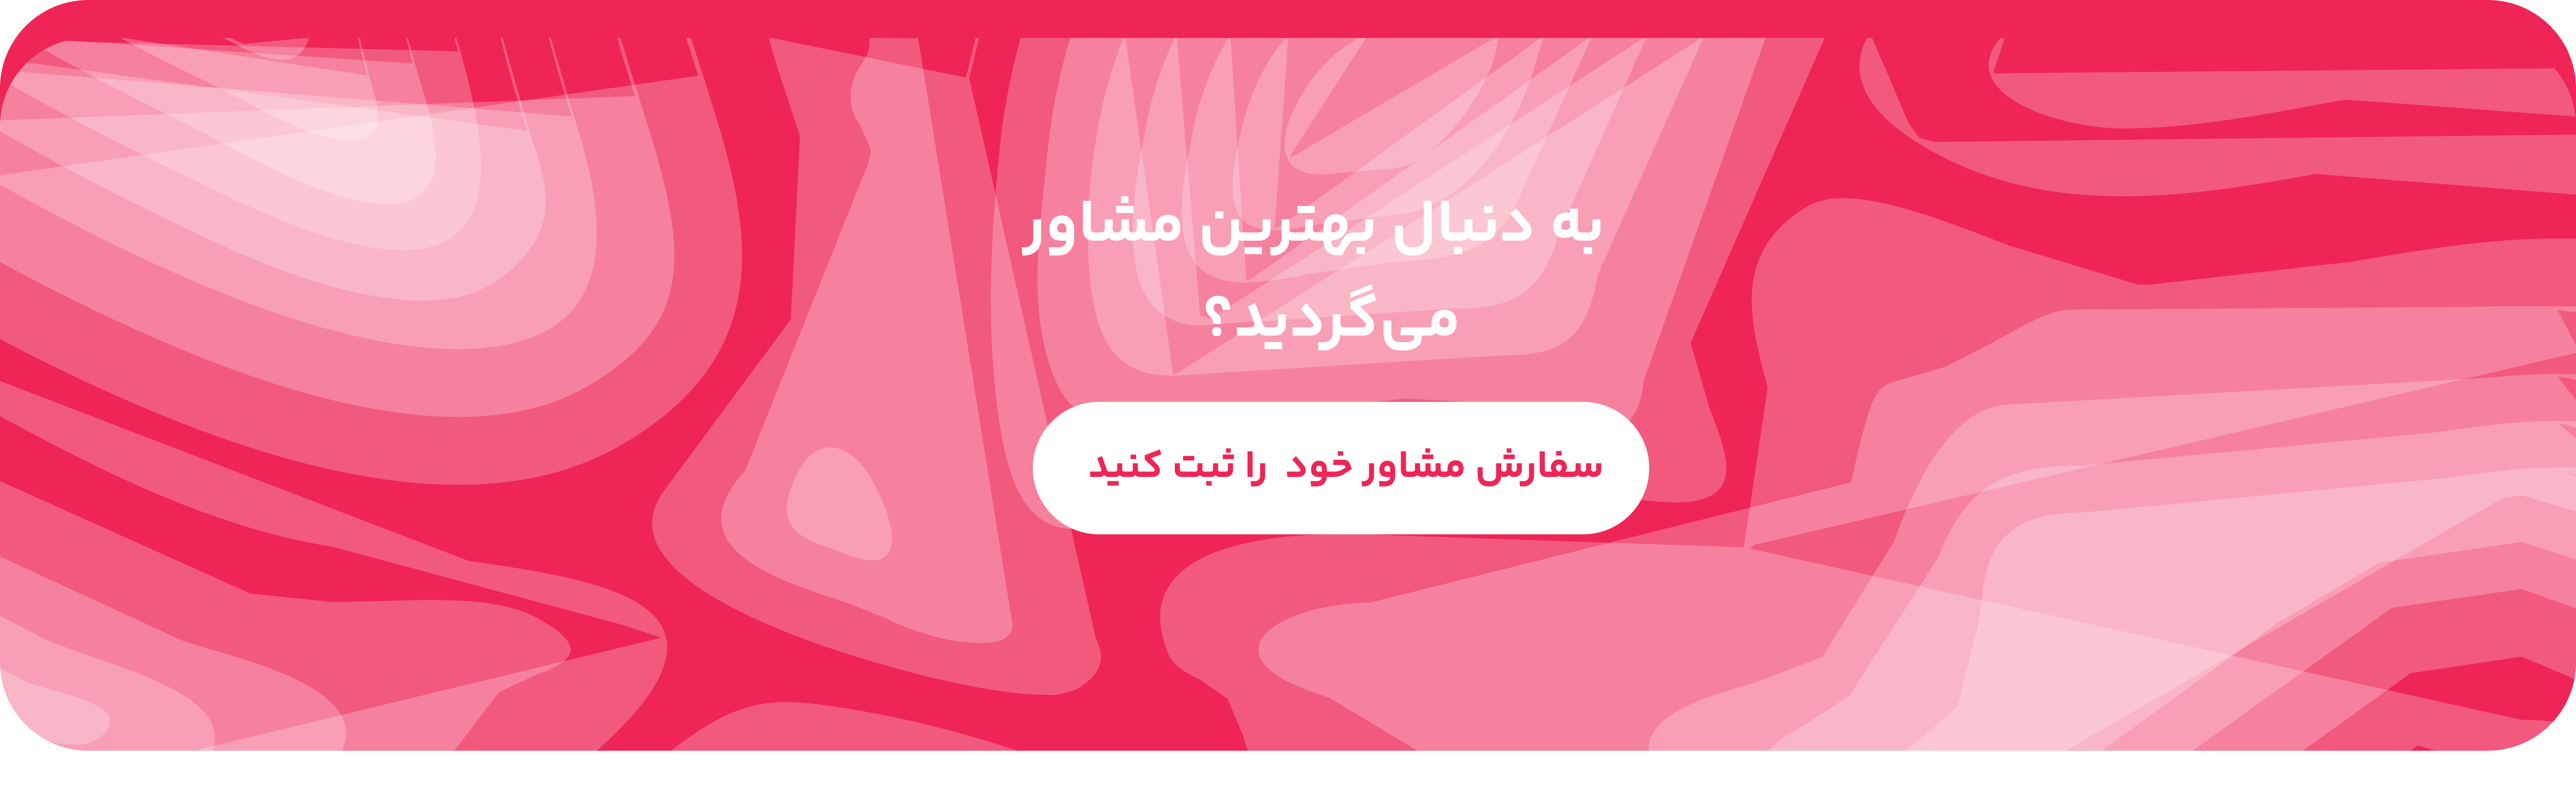 به دنبال بهترین مشاور
می‌گردید؟
سفارش مشاور خود را ثبت کنید